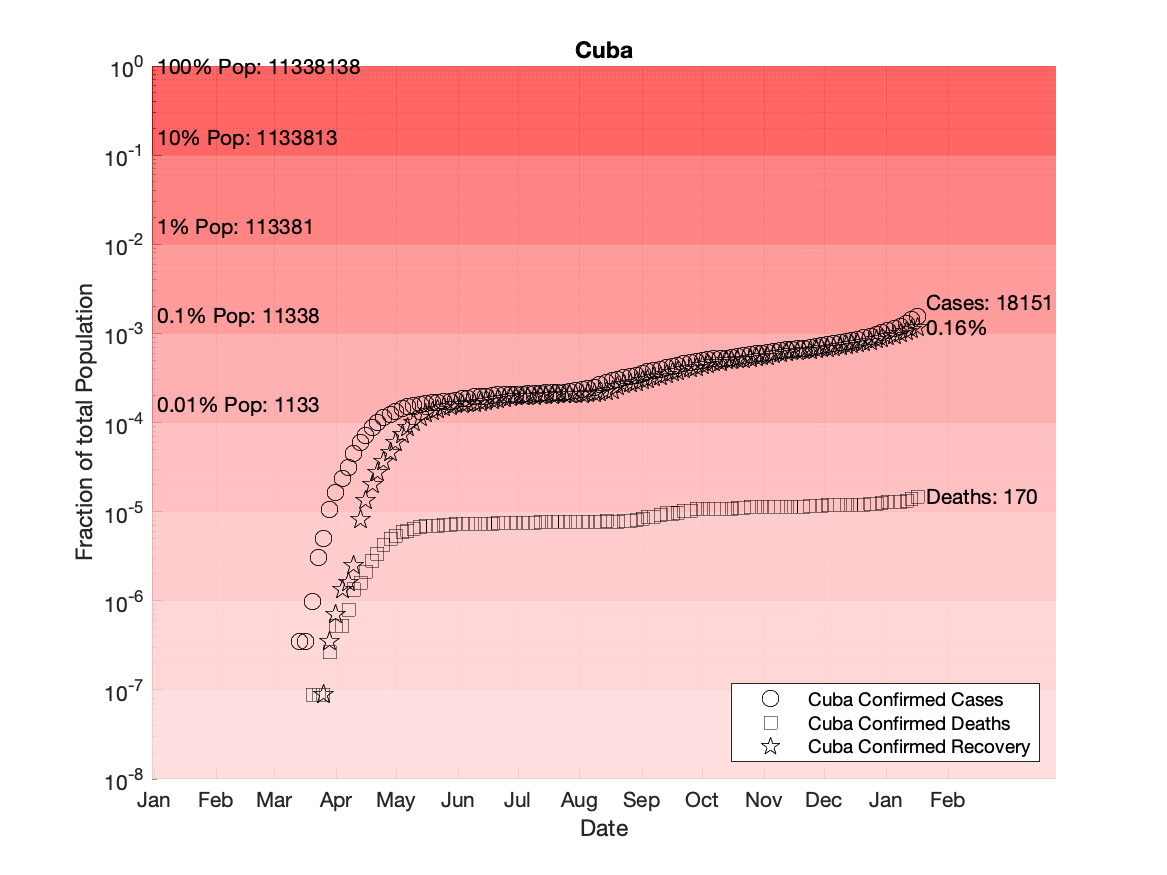 Cuba
10^0
100% Pop: 11338138
10% Pop: 1133813
10^-1
1% Pop: 113381
10^-2
Cases: 18151
0.1% Pop: 11338
0.16%
10^-3
0.01% Pop: 1133
10^-4
Deaths: 170
10^-5
10^-6
10^-7
10^-8
Fraction of total Population
Cuba Confirmed Cases
Cuba Confirmed Deaths
Cuba Confirmed Recovery
Jan Feb Mar Apr May Jun Jul Aug Sep Oct Nov Dec Jan Feb
Date